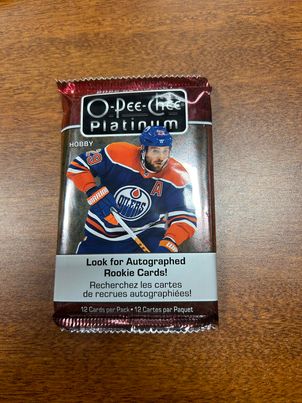 O-Pee-Chee
Platinum
HOBBY
29
A
OILERS
Look for Autographed
Rookie Cards!
Recherchez les cartes
de recrues autographiées!
12 Cards per Pack • 12 Cartes par Paquet